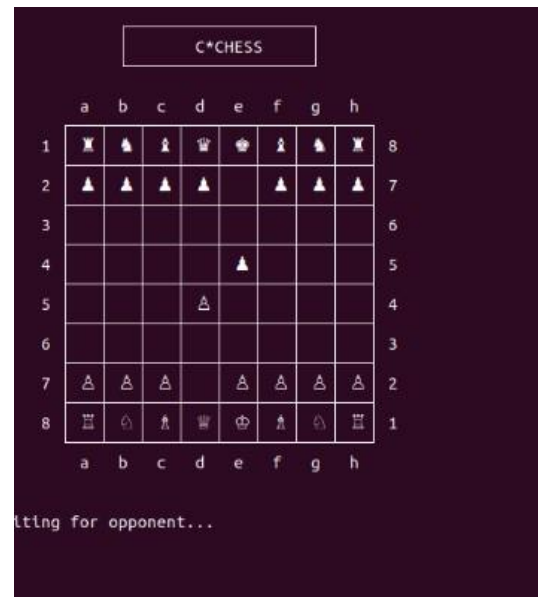 C*CHESS
a b c d e f g h
1 ♜ ♞ ♝ ♛ ♚ ♝ ♞ ♜ 8
2 ♟ ♟ ♟ ♟ ♟ ♟ ♟ 7
3 6
4 ♟ 5
5 ♙ 4
6 3
7 ♙ ♙ ♙ ♙ ♙ ♙ ♙ 2
8 ♖ ♘ ♗ ♕ ♔ ♗ ♘ ♖ 1
a b c d e f g h
iting for opponent...